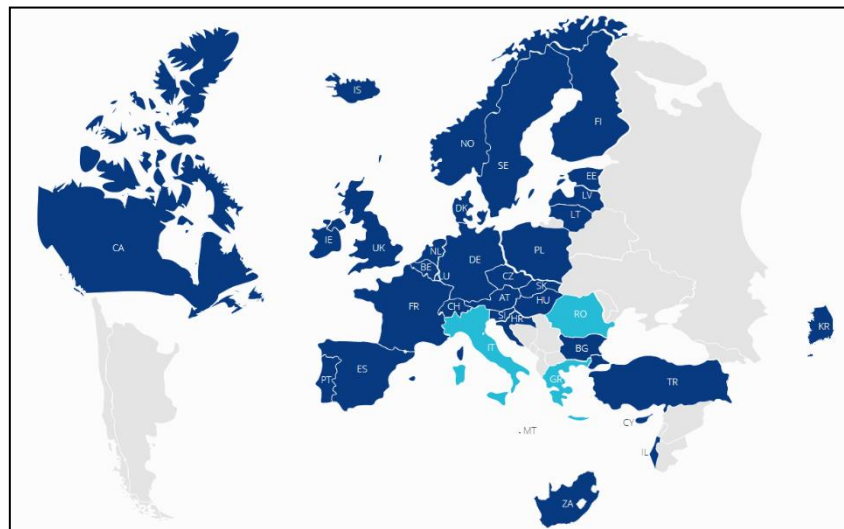 IS
FI
NO
SE
EE
LV
DK
LT
IE
UK
NL
CA
DE
PL
BE
LU
CZ
SK
FR
CH
AT
HU
SI
HR
RO
KR
IT
BG
PT
ES
GR
TR
CY
MT
IL
ZA